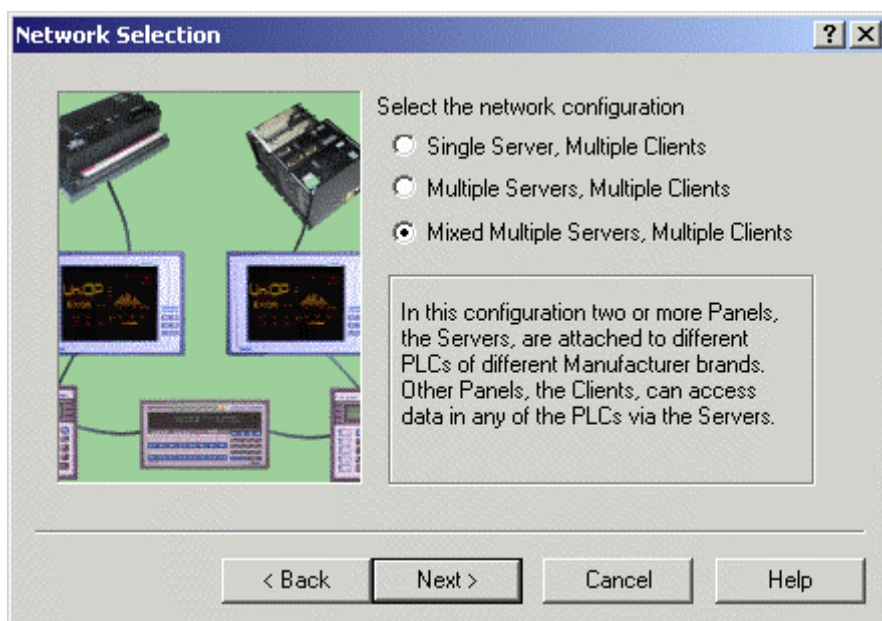 Network Selection
Select the network configuration
Single Server, Multiple Clients
Multiple Servers, Multiple Clients
Mixed Multiple Servers, Multiple Clients
In this configuration two or more Panels,
the Servers, are attached to different
PLCs of different Manufacturer brands.
Other Panels, the Clients, can access
data in any of the PLCs via the Servers.
< Back
Next >
Cancel
Help